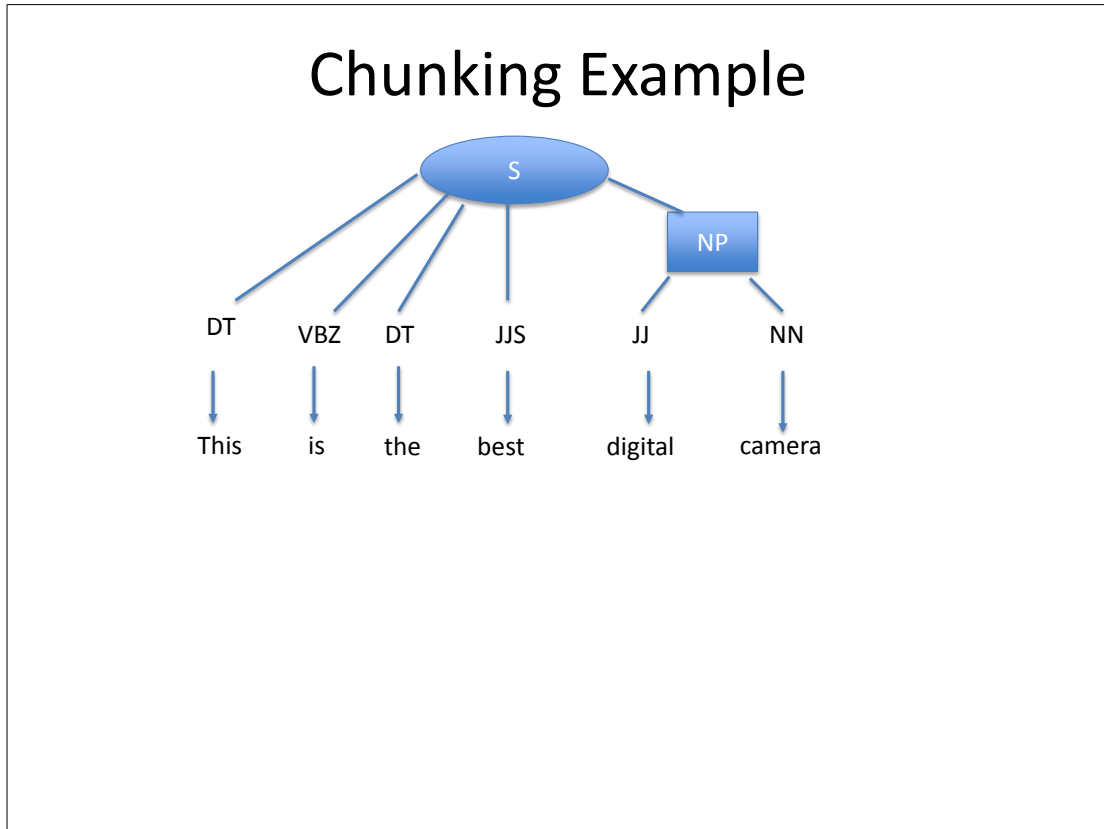 Chunking Example
S
NP
DT VBZ DT JJS JJ NN
This is the best digital camera